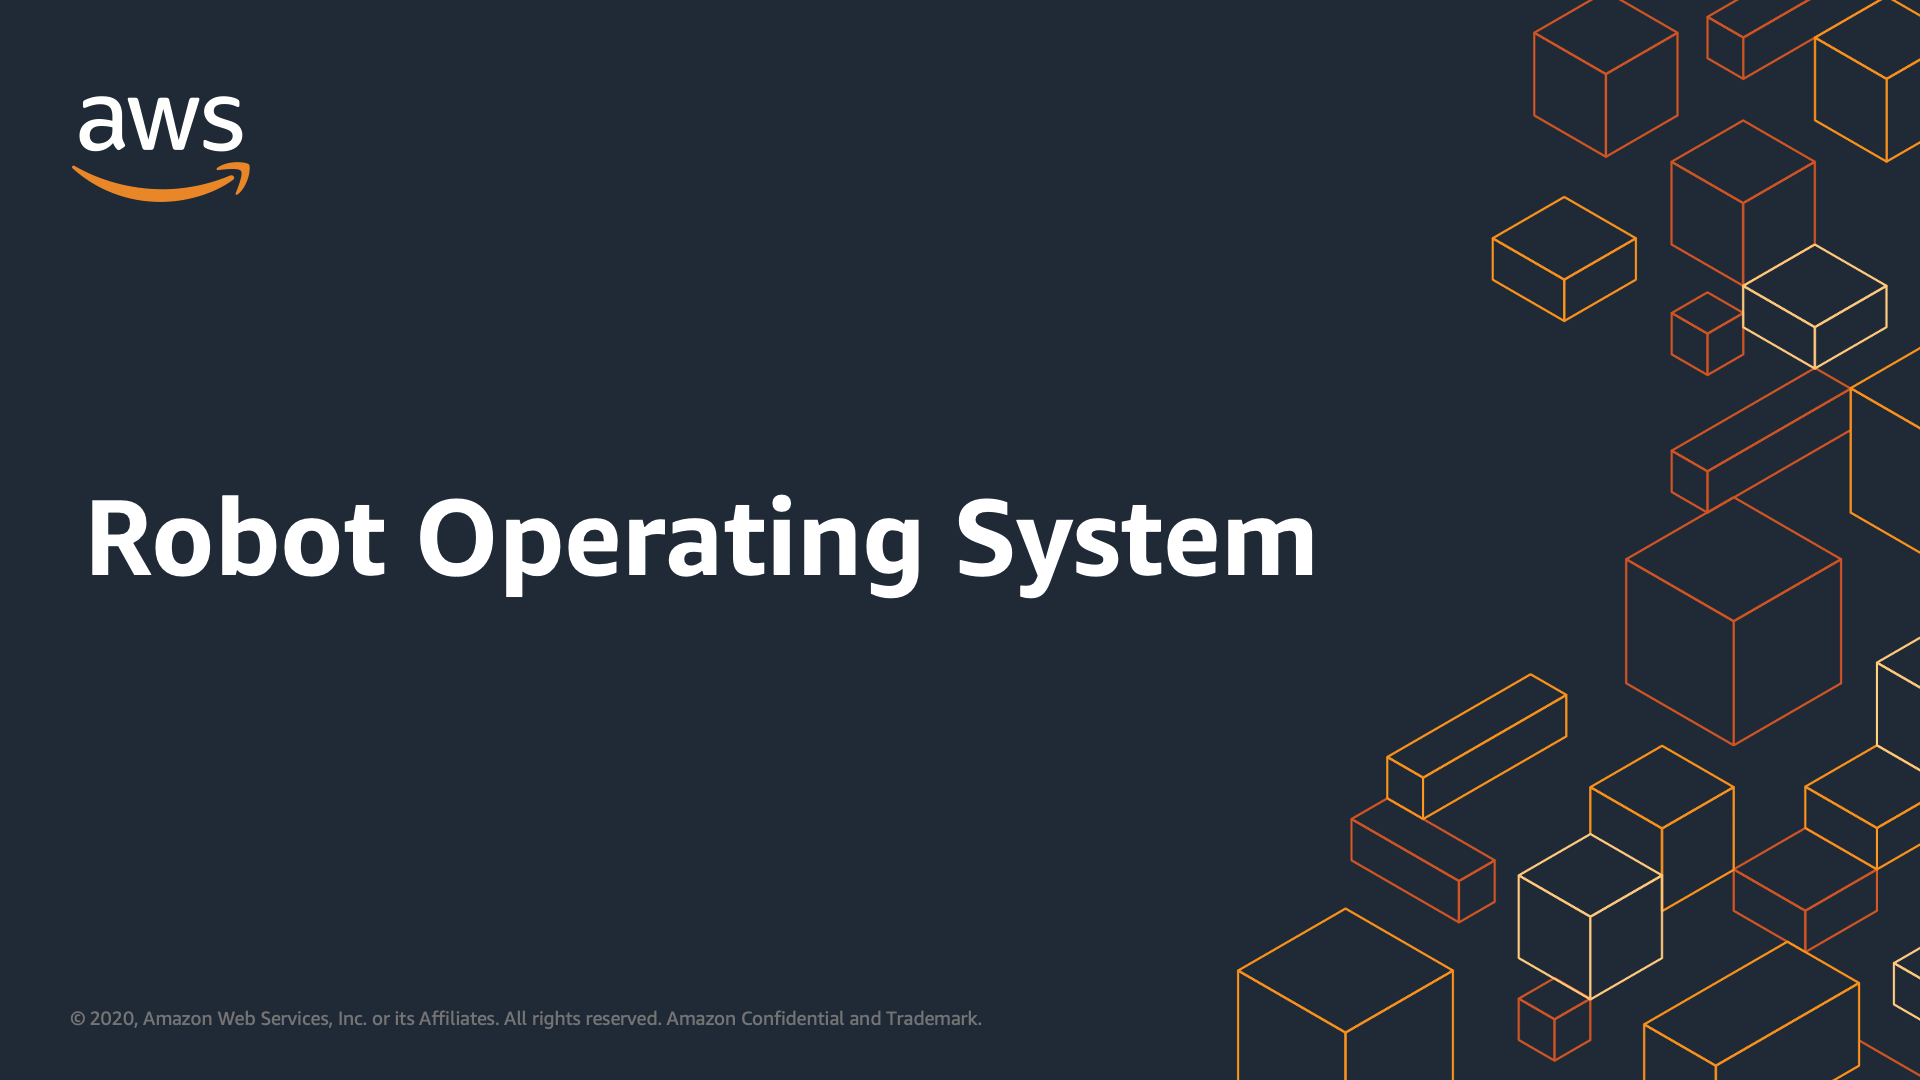 aws
Robot Operating System
© 2020, Amazon Web Services, Inc. or its Affiliates. All rights reserved. Amazon Confidential and Trademark.